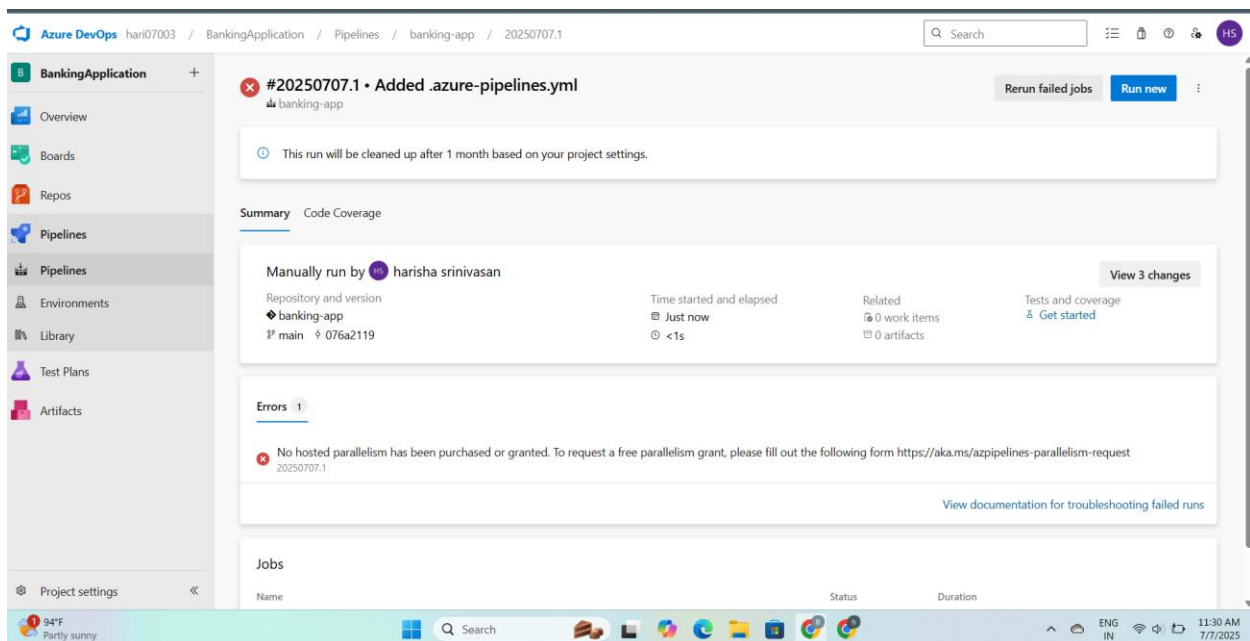 Azure DevOps hari07003 / BankingApplication / Pipelines / banking-app / 20250707.1
Search
HS
B BankingApplication +
Overview
Boards
Repos
Pipelines
Pipelines
Environments
Library
Test Plans
Artifacts
Project settings
#20250707.1 • Added .azure-pipelines.yml
banking-app
Rerun failed jobs
Run new
This run will be cleaned up after 1 month based on your project settings.
Summary Code Coverage
Manually run by HS harisha srinivasan
View 3 changes
Repository and version
banking-app
main 076a2119
Time started and elapsed
Just now
<1s
Related
0 work items
0 artifacts
Tests and coverage
Get started
Errors 1
No hosted parallelism has been purchased or granted. To request a free parallelism grant, please fill out the following form https://aka.ms/azpipelines-parallelism-request
20250707.1
View documentation for troubleshooting failed runs
Jobs
Name Status Duration
1
94°F
Partly sunny
Search
ENG
IN
11:30 AM
7/7/2025